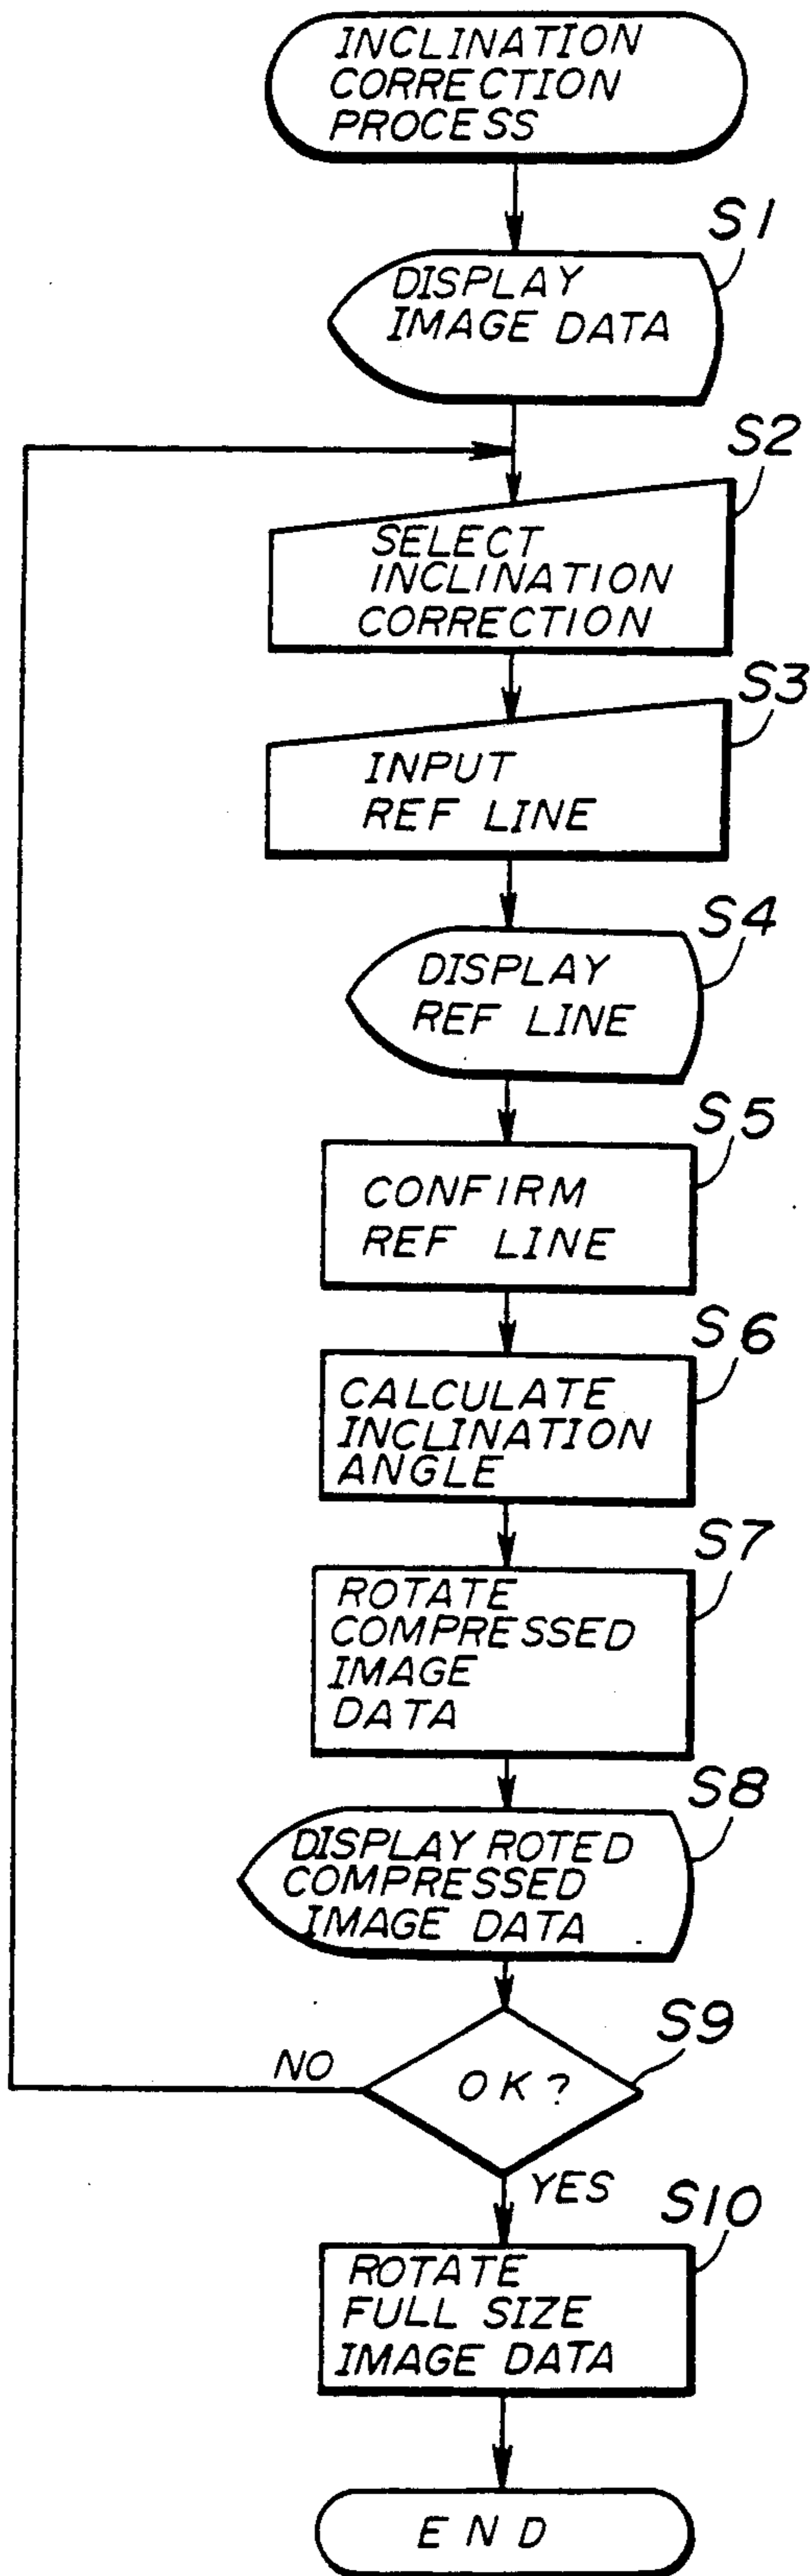 INCLINATION
CORRECTION
PROCESS
S1
DISPLAY
IMAGE DATA
S2
SELECT
INCLINATION
CORRECTION
S3
INPUT
REF LINE
S4
DISPLAY
REF LINE
S5
CONFIRM
REF LINE
S6
CALCULATE
INCLINATION
ANGLE
S7
ROTATE
COMPRESSED
IMAGE
DATA
S8
DISPLAY ROTED
COMPRESSED
IMAGE DATA
S9
NO
OK?
YES
S10
ROTATE
FULL SIZE
IMAGE DATA
END